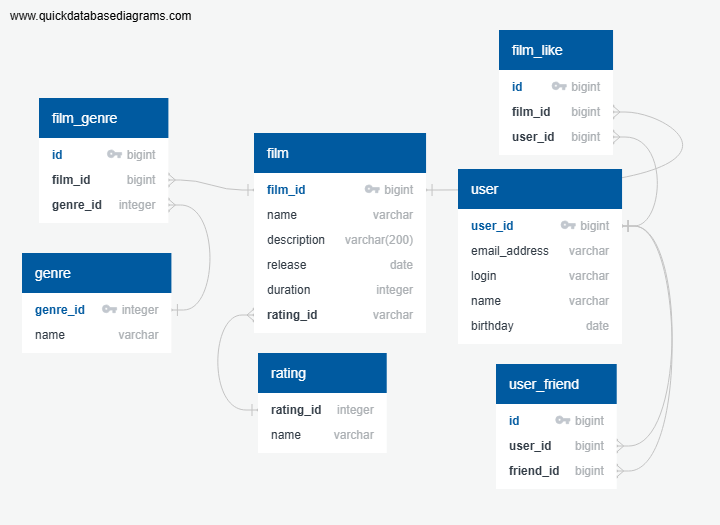 www.quickdatabasediagrams.com
film_like
id bigint
film_id bigint
user_id bigint
film_genre
id bigint
film_id bigint
genre_id integer
film
film_id bigint
name varchar
description varchar(200)
release date
duration integer
rating_id varchar
user
user_id bigint
email_address varchar
login varchar
name varchar
birthday date
genre
genre_id integer
name varchar
rating
rating_id integer
name varchar
user_friend
id bigint
user_id bigint
friend_id bigint